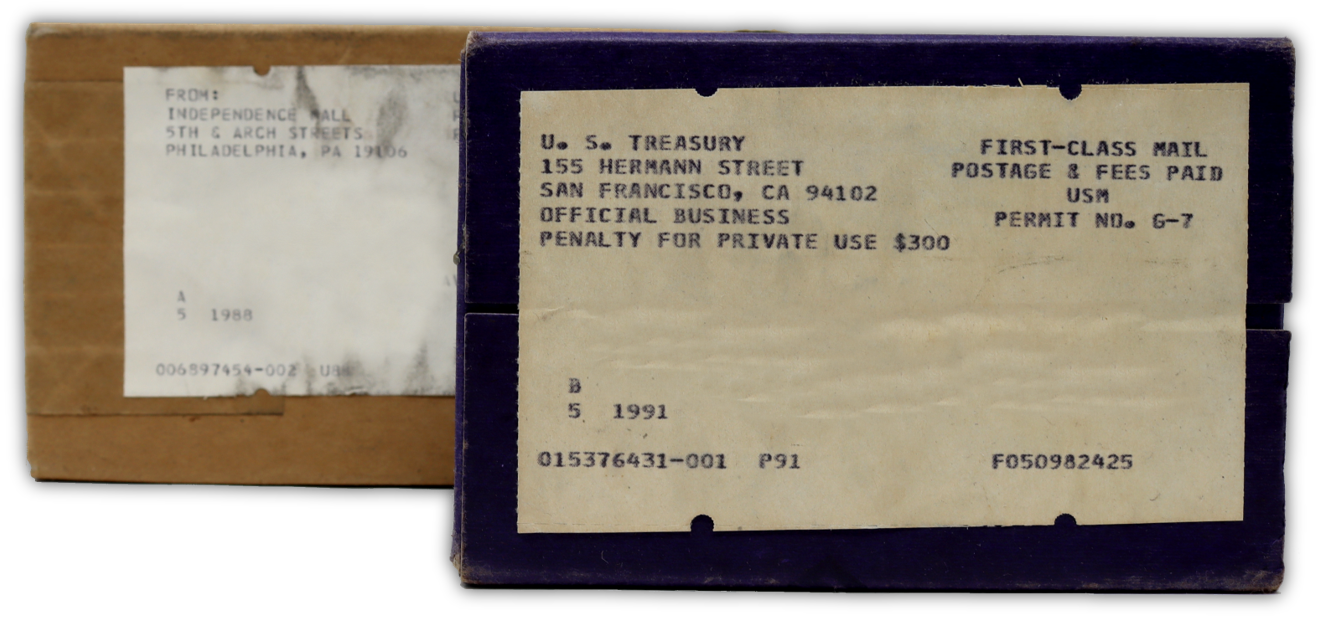 FROM:
INDEPENDENCE MALL
5TH & ARCH STREETS
PHILADELPHIA, PA 19106
A
5 1988
006897454-002
U. S. TREASURY
155 HERMANN STREET
SAN FRANCISCO, CA 94102
OFFICIAL BUSINESS
PENALTY FOR PRIVATE USE $300
FIRST-CLASS MAIL
POSTAGE & FEES PAID
USM
PERMIT NO. G-7
B
5 1991
015376431-001 P91
F050982425